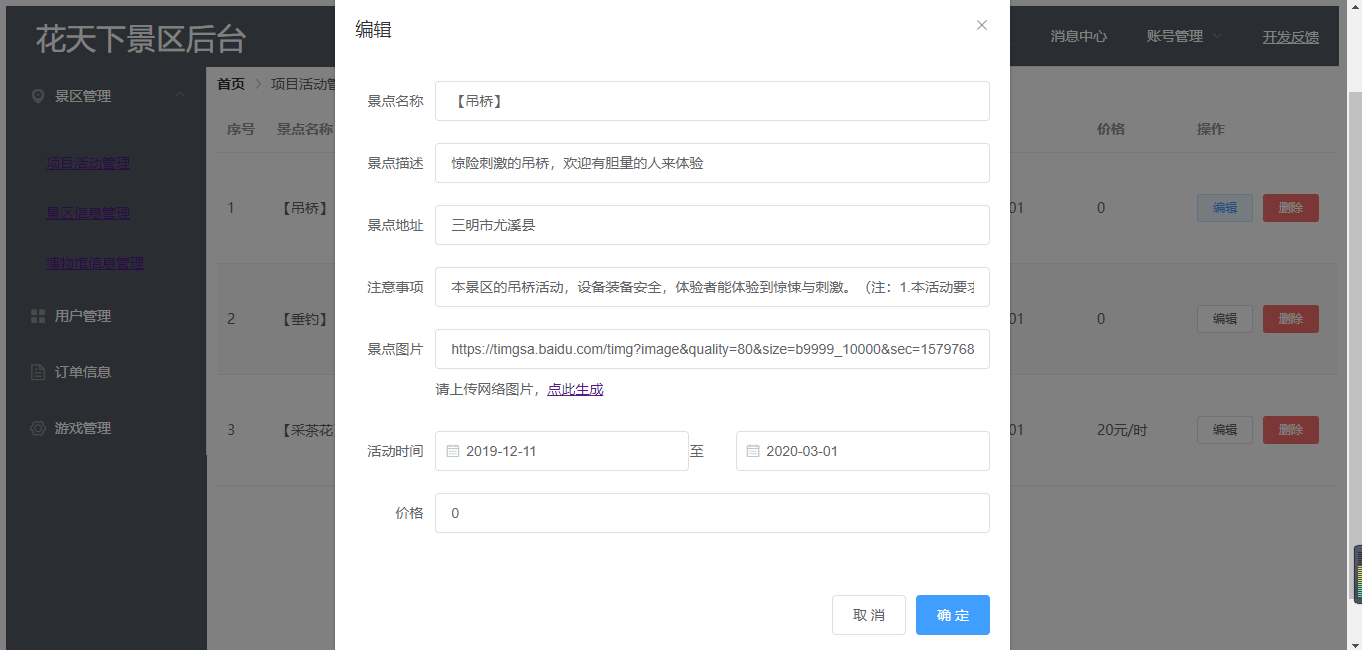 花天下景区后台
消息中心
账号管理
开发反馈
景区管理
项目活动管理
景区信息管理
博物馆信息管理
用户管理
订单信息
游戏管理
首页 > 项目活动管
序号 景点名称 价格 操作
1 【吊桥】 01 0 编辑 删除
2 【垂钓】 01 0 编辑 删除
3 【采茶花 01 20元/时 编辑 删除
编辑
景点名称 【吊桥】
景点描述 惊险刺激的吊桥，欢迎有胆量的人来体验
景点地址 三明市尤溪县
注意事项 本景区的吊桥活动，设备装备安全，体验者能体验到惊悚与刺激。（注：1.本活动要求
景点图片 https://timgsa.baidu.com/timg?image&quality=80&size=b9999_10000&sec=1579768
请上传网络图片，点此生成
活动时间 2019-12-11 至 2020-03-01
价格 0
取 消 确 定